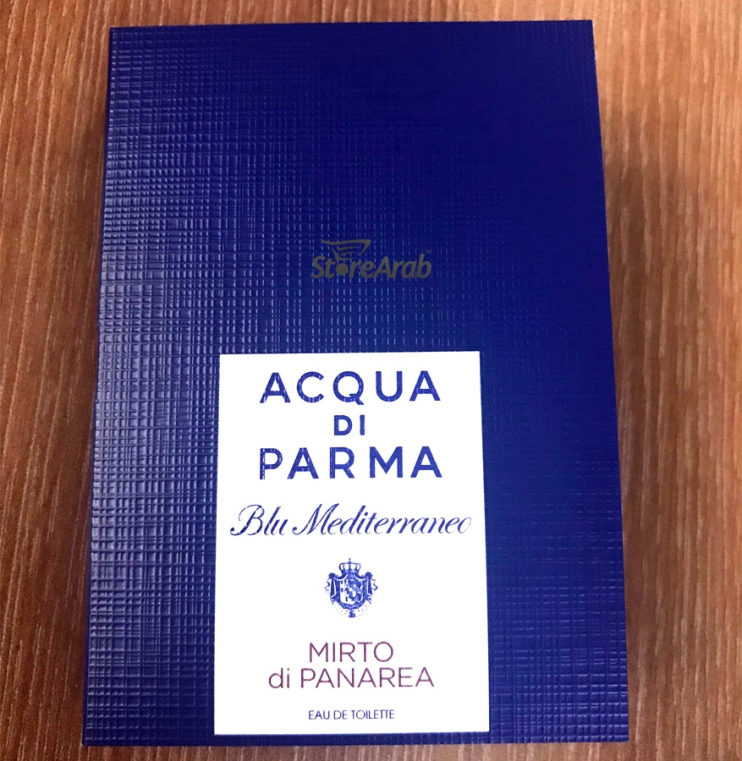 StoreArab
ACQUA
DI
PARMA
Blu Mediterraneo
MIRTO
di PANAREA
EAU DE TOILETTE